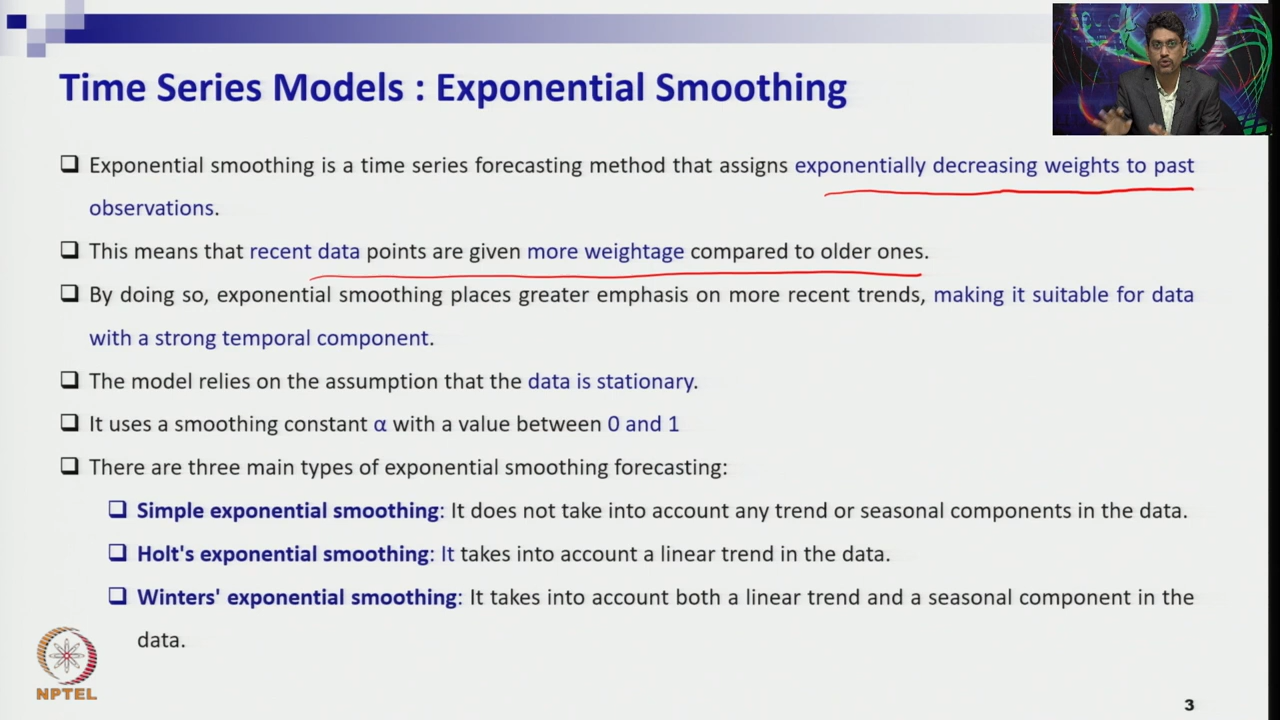 Time Series Models : Exponential Smoothing
❑ Exponential smoothing is a time series forecasting method that assigns exponentially decreasing weights to past
observations.
❑ This means that recent data points are given more weightage compared to older ones.
❑ By doing so, exponential smoothing places greater emphasis on more recent trends, making it suitable for data
with a strong temporal component.
❑ The model relies on the assumption that the data is stationary.
❑ It uses a smoothing constant α with a value between 0 and 1
❑ There are three main types of exponential smoothing forecasting:
❑ Simple exponential smoothing: It does not take into account any trend or seasonal components in the data.
❑ Holt's exponential smoothing: It takes into account a linear trend in the data.
❑ Winters' exponential smoothing: It takes into account both a linear trend and a seasonal component in the
data.
NPTEL
3